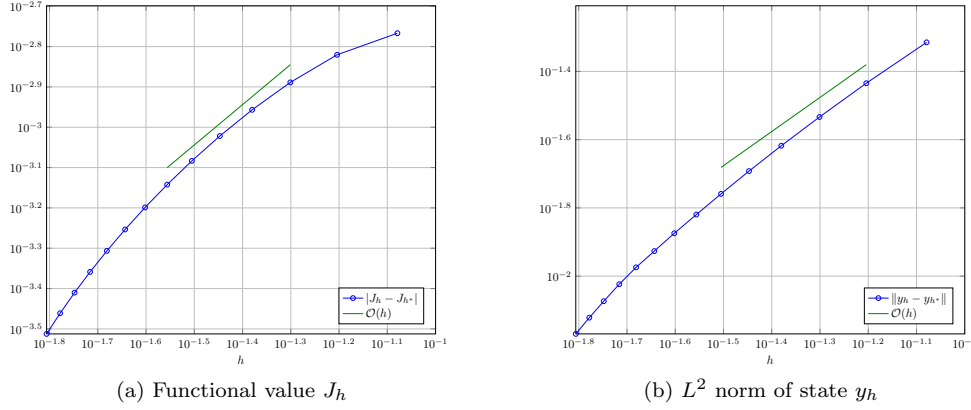 10^−2.7
10^−2.8
10^−2.9
10^−3
10^−3.1
10^−3.2
10^−3.3
10^−3.4
10^−3.5
10^−1.8 10^−1.7 10^−1.6 10^−1.5 10^−1.4 10^−1.3 10^−1.2 10^−1.1 10^−1
h
|J_h − J_h*|
O(h)
(a) Functional value J_h
10^−1.4
10^−1.6
10^−1.8
10^−2
10^−1.8 10^−1.7 10^−1.6 10^−1.5 10^−1.4 10^−1.3 10^−1.2 10^−1.1 10^−1
h
‖y_h − y_h*‖
O(h)
(b) L^2 norm of state y_h